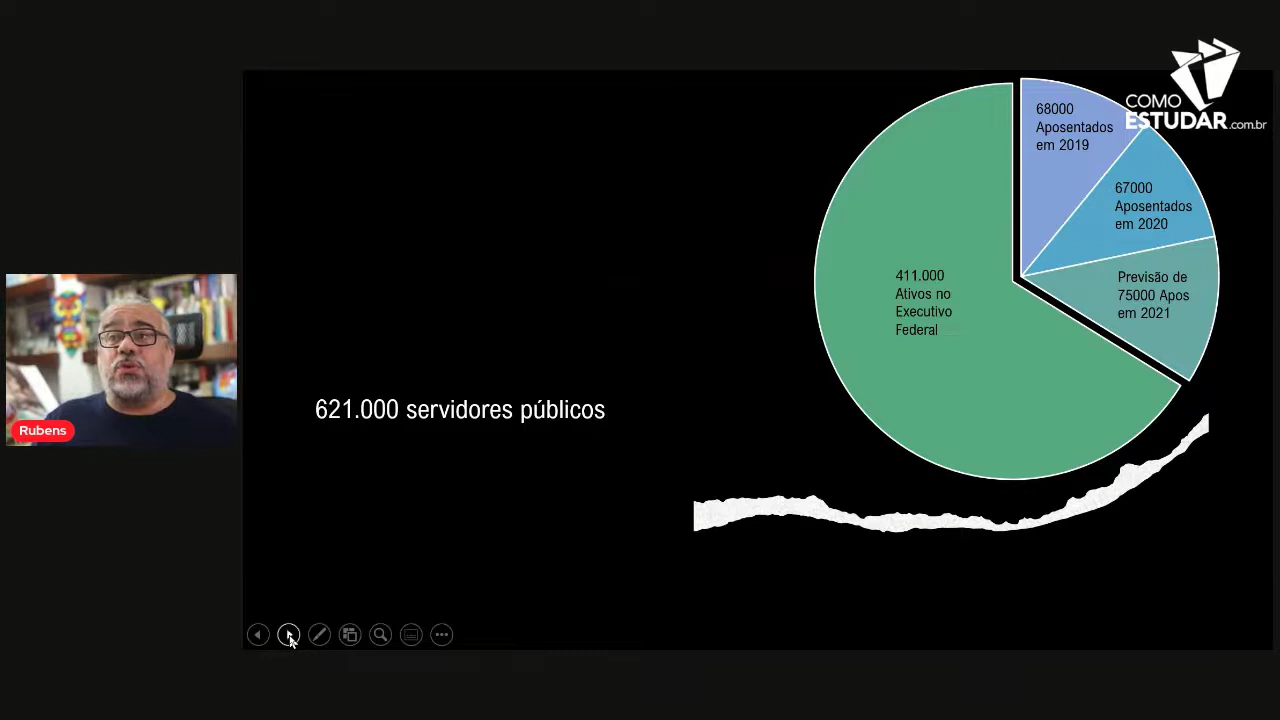 COMO
ESTUDAR.com.br
68000
Aposentados
em 2019
67000
Aposentados
em 2020
Previsão de
75000 Apos
em 2021
411.000
Ativos no
Executivo
Federal
621.000 servidores públicos
Rubens